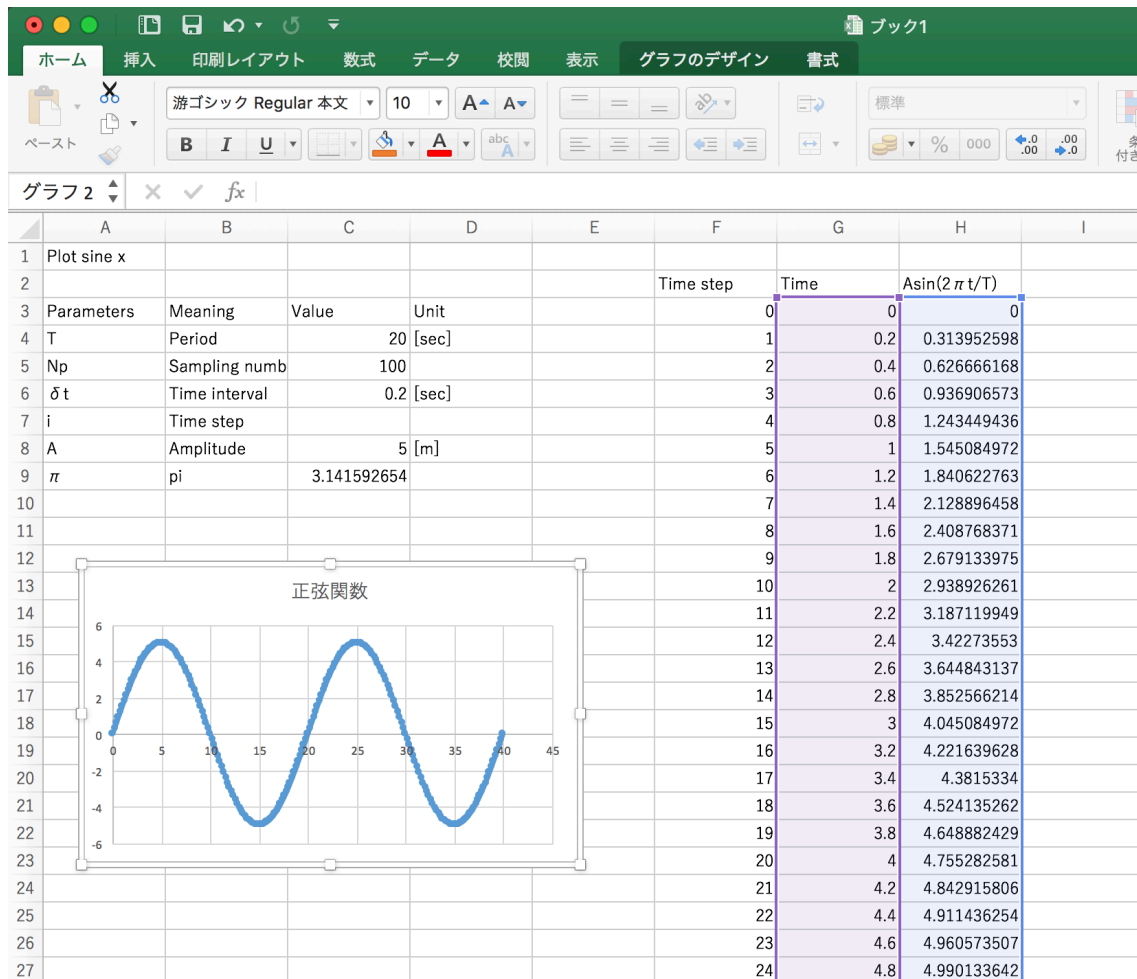 ブック1
ホーム 挿入 印刷レイアウト 数式 データ 校閲 表示 グラフのデザイン 書式
ペースト
游ゴシック Regular 本文 10 A A
標準
B I U A abc A % 000 .0 .00 .00 .0
条
付き
グラフ 2 fx
A B C D E F G H I
1 Plot sine x
2 Time step Time Asin(2πt/T)
3 Parameters Meaning Value Unit 0 0 0
4 T Period 20 [sec] 1 0.2 0.313952598
5 Np Sampling numb 100 2 0.4 0.626666168
6 δt Time interval 0.2 [sec] 3 0.6 0.936906573
7 i Time step 4 0.8 1.243449436
8 A Amplitude 5 [m] 5 1 1.545084972
9 π pi 3.141592654 6 1.2 1.840622763
10 7 1.4 2.128896458
11 8 1.6 2.408768371
12 9 1.8 2.679133975
13 10 2 2.938926261
14 11 2.2 3.187119949
15 12 2.4 3.42273553
16 13 2.6 3.644843137
17 14 2.8 3.852566214
18 15 3 4.045084972
19 16 3.2 4.221639628
20 17 3.4 4.3815334
21 18 3.6 4.524135262
22 19 3.8 4.648882429
23 20 4 4.755282581
24 21 4.2 4.842915806
25 22 4.4 4.911436254
26 23 4.6 4.960573507
27 24 4.8 4.990133642
正弦関数
6
4
2
0
0 5 10 15 20 25 30 35 40 45
-2
-4
-6